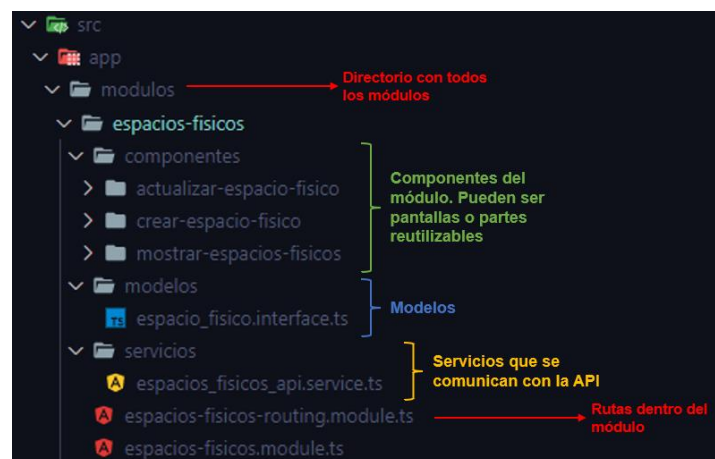 src
app
modulos
Directorio con todos
los módulos
espacios-fisicos
componentes
actualizar-espacio-fisico
crear-espacio-fisico
mostrar-espacios-fisicos
Componentes del
módulo. Pueden ser
pantallas o partes
reutilizables
modelos
TS espacio_fisico.interface.ts
Modelos
servicios
espacios_fisicos_api.service.ts
Servicios que se
comunican con la API
espacios-fisicos-routing.module.ts
Rutas dentro del
módulo
espacios-fisicos.module.ts